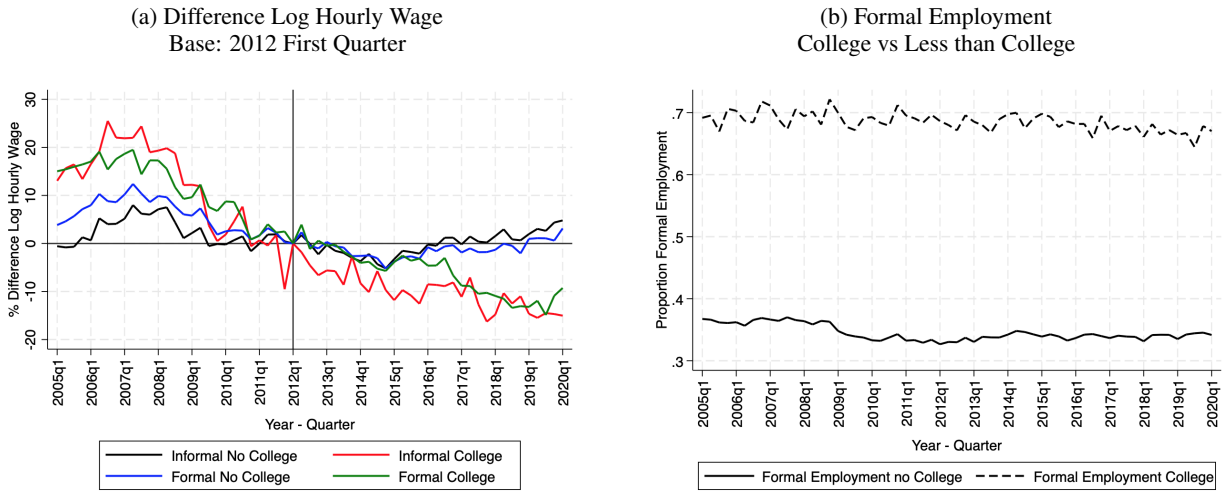 (a) Difference Log Hourly Wage
Base: 2012 First Quarter
% Difference Log Hourly Wage
30
20
10
0
-10
-20
2005q1
2006q1
2007q1
2008q1
2009q1
2010q1
2011q1
2012q1
2013q1
2014q1
2015q1
2016q1
2017q1
2018q1
2019q1
2020q1
Year - Quarter
Informal No College
Informal College
Formal No College
Formal College
(b) Formal Employment
College vs Less than College
Proportion Formal Employment
.7
.6
.5
.4
.3
2005q1
2006q1
2007q1
2008q1
2009q1
2010q1
2011q1
2012q1
2013q1
2014q1
2015q1
2016q1
2017q1
2018q1
2019q1
2020q1
Year - Quarter
Formal Employment no College
Formal Employment College